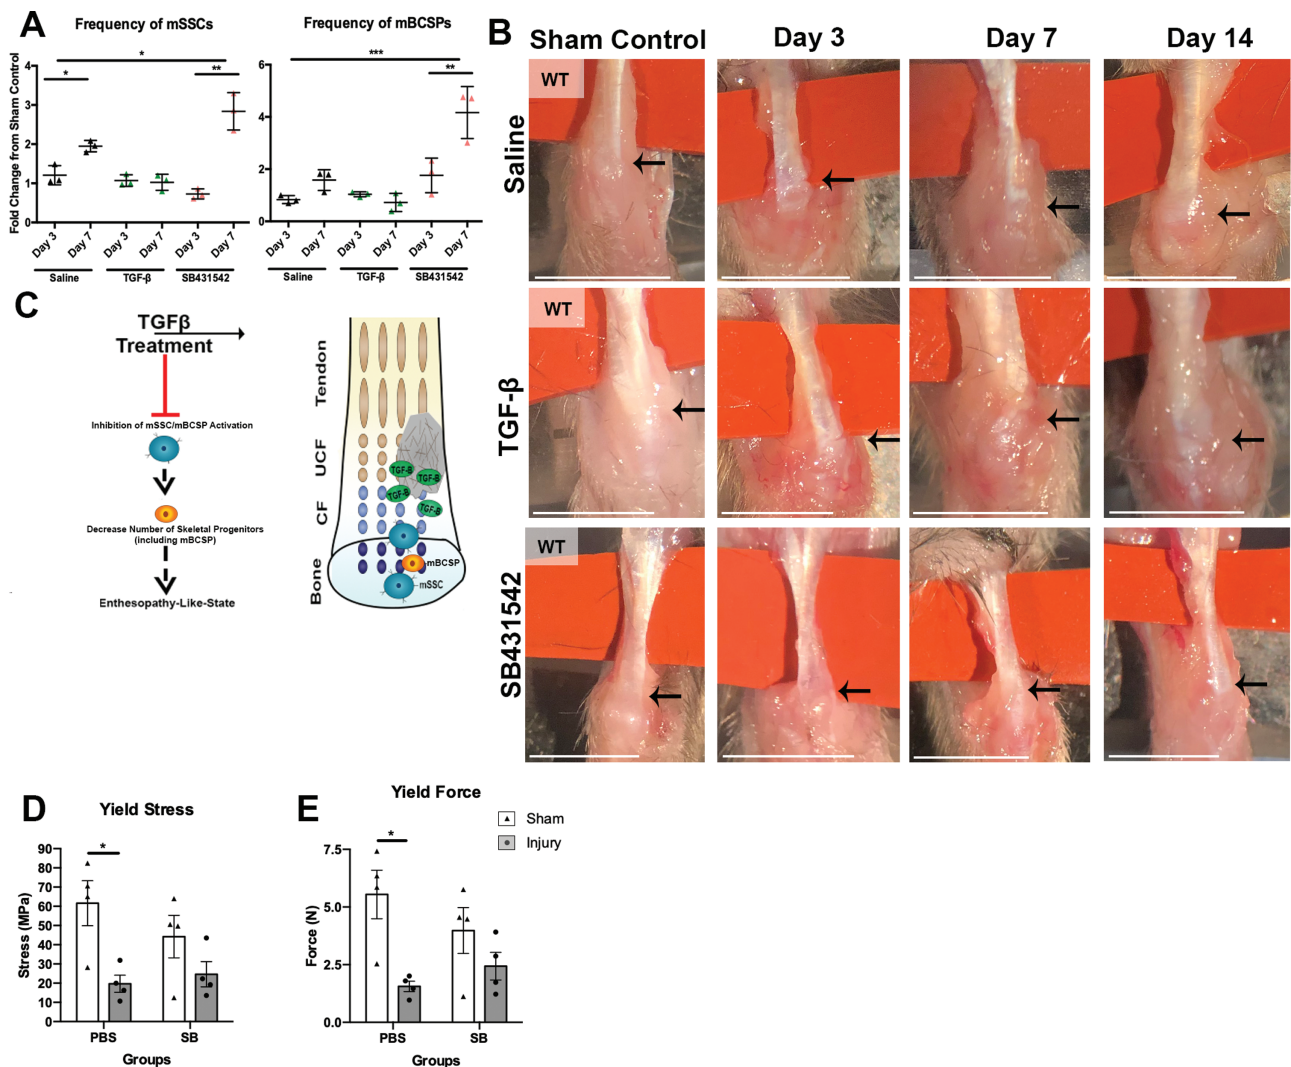 A
Frequency of mSSCs
Fold Change from Sham Control
4
3
2
1
0
*
*
**
Day 3
Day 7
Day 3
Day 7
Day 3
Day 7
Saline
TGF-β
SB431542
Frequency of mBCSPs
6
4
2
0
***
**
Day 3
Day 7
Day 3
Day 7
Day 3
Day 7
Saline
TGF-β
SB431542
B
Sham Control
Day 3
Day 7
Day 14
Saline
WT
TGF-β
WT
SB431542
WT
C
TGFβ
Treatment
Inhibition of mSSC/mBCSP Activation
Decrease Number of Skeletal Progenitors
(including mBCSP)
Enthesopathy-Like-State
Tendon
UCF
CF
Bone
TGF-B
TGF-B
TGF-B
TGF-B
mBCSP
mSSC
D
Yield Stress
Stress (MPa)
90
80
70
60
50
40
30
20
10
0
*
PBS
SB
Groups
E
Yield Force
Force (N)
7.5
5.0
2.5
0.0
*
PBS
SB
Groups
Sham
Injury